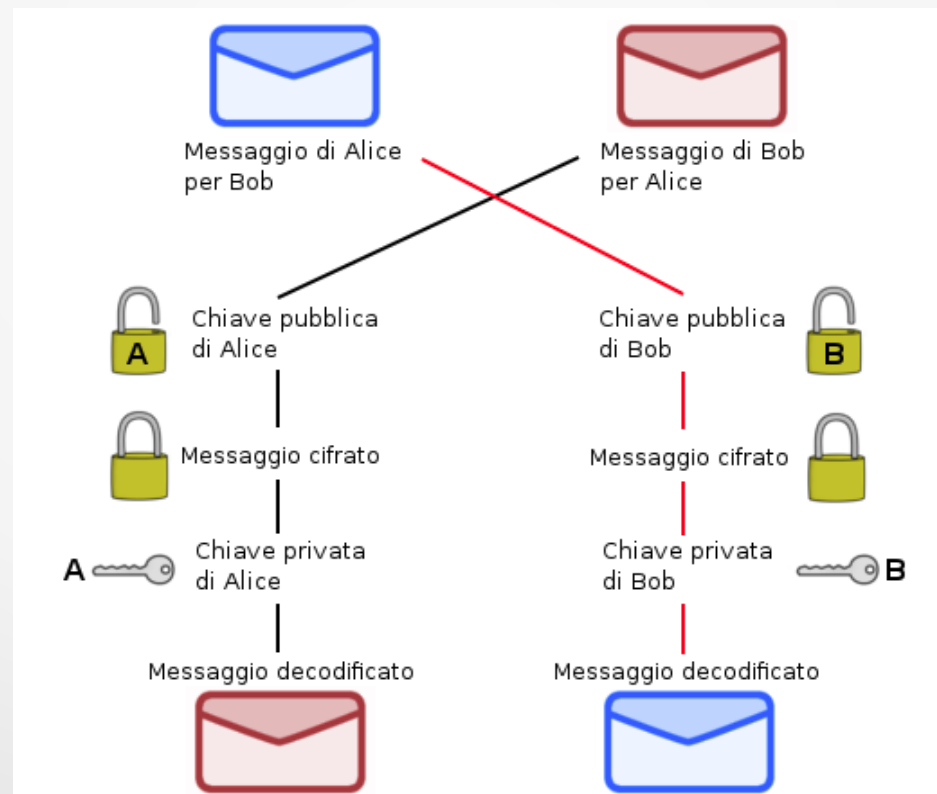 Messaggio di Alice
per Bob
Messaggio di Bob
per Alice
A
Chiave pubblica
di Alice
Chiave pubblica
di Bob
B
Messaggio cifrato
Messaggio cifrato
A
Chiave privata
di Alice
Chiave privata
di Bob
B
Messaggio decodificato
Messaggio decodificato